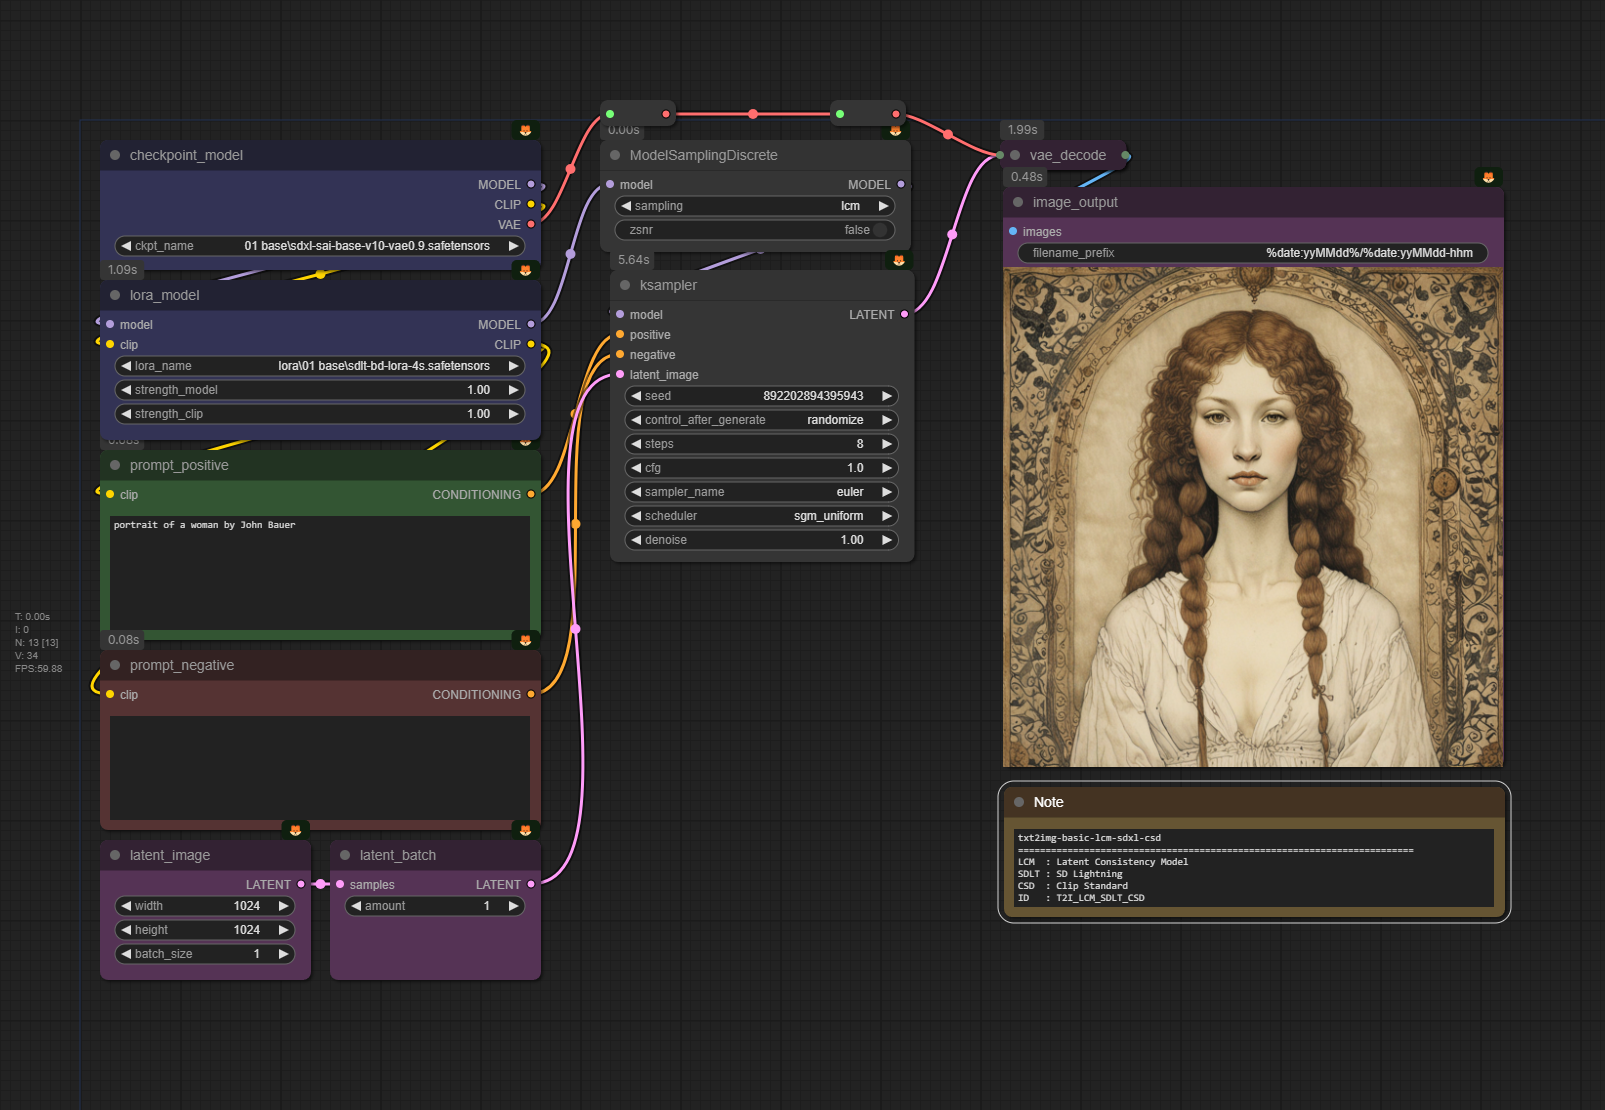 checkpoint_model
MODEL
CLIP
VAE
ckpt_name 01 base\sdxl-sai-base-v10-vae0.9.safetensors
1.09s
lora_model
model MODEL
clip CLIP
lora_name lora\01 base\sdlt-bd-lora-4s.safetensors
strength_model 1.00
strength_clip 1.00
prompt_positive
clip CONDITIONING
portrait of a woman by John Bauer
T: 0.00s
I: 0
N: 13 [13]
V: 34
FPS:59.88
0.08s
prompt_negative
clip CONDITIONING
latent_image
LATENT
width 1024
height 1024
batch_size 1
latent_batch
samples LATENT
amount 1
0.00s
ModelSamplingDiscrete
model MODEL
sampling lcm
zsnr false
5.64s
ksampler
model LATENT
positive
negative
latent_image
seed 892202894395943
control_after_generate randomize
steps 8
cfg 1.0
sampler_name euler
scheduler sgm_uniform
denoise 1.00
1.99s
vae_decode
0.48s
image_output
images
filename_prefix %date:yyMMdd%/%date:yyMMdd-hhm
Note
txt2img-basic-lcm-sdxl-csd
========================================================================
LCM : Latent Consistency Model
SDLT : SD Lightning
CSD : Clip Standard
ID : T2I_LCM_SDLT_CSD